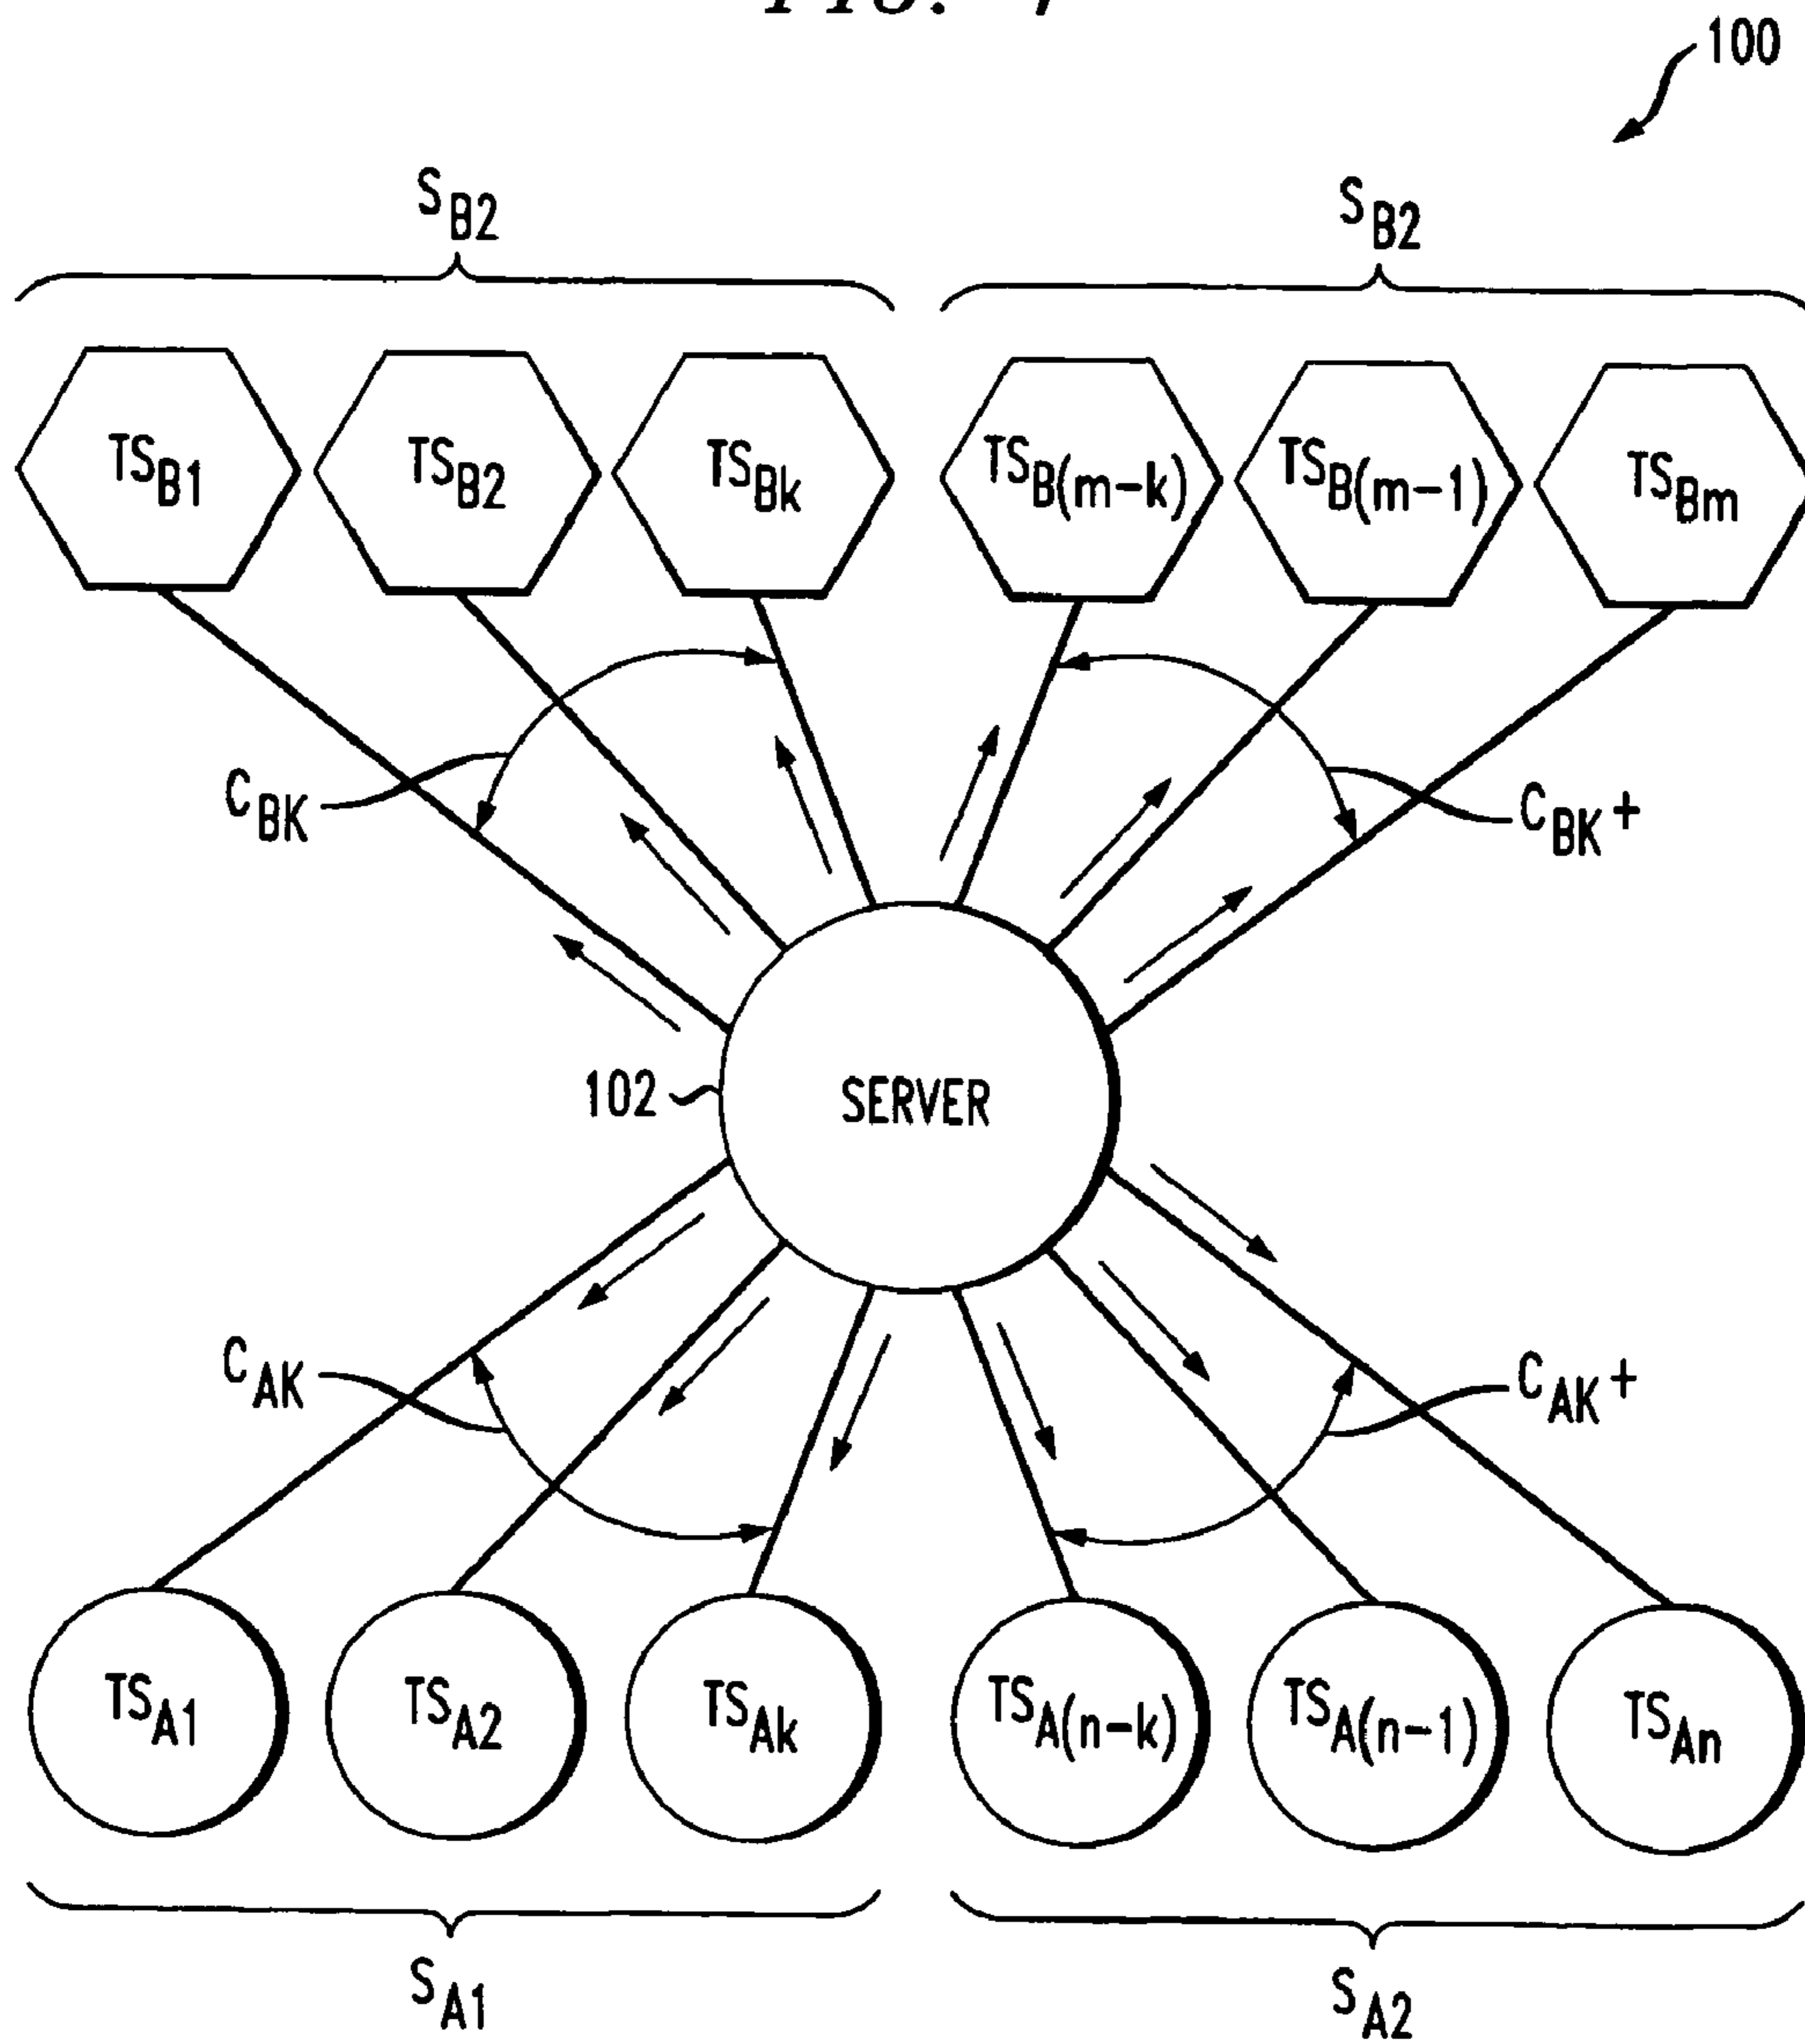 100
S_B2
S_B2
TS_B1
TS_B2
TS_Bk
TS_B(m-k)
TS_B(m-1)
TS_Bm
C_BK
C_BK+
102
SERVER
C_AK
C_AK+
TS_A1
TS_A2
TS_Ak
TS_A(n-k)
TS_A(n-1)
TS_An
S_A1
S_A2